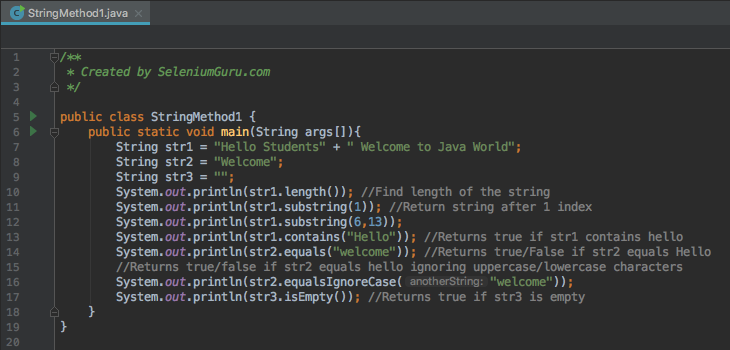 StringMethod1.java
1 /**
2 * Created by SeleniumGuru.com
3 */
4
5 public class StringMethod1 {
6 public static void main(String args[]){
7 String str1 = "Hello Students" + " Welcome to Java World";
8 String str2 = "Welcome";
9 String str3 = "";
10 System.out.println(str1.length()); //Find length of the string
11 System.out.println(str1.substring(1)); //Return string after 1 index
12 System.out.println(str1.substring(6,13));
13 System.out.println(str1.contains("Hello")); //Returns true if str1 contains hello
14 System.out.println(str2.equals("welcome")); //Returns true/False if str2 equals Hello
15 //Returns true/false if str2 equals hello ignoring uppercase/lowercase characters
16 System.out.println(str2.equalsIgnoreCase( anotherString: "welcome"));
17 System.out.println(str3.isEmpty()); //Returns true if str3 is empty
18 }
19 }
20